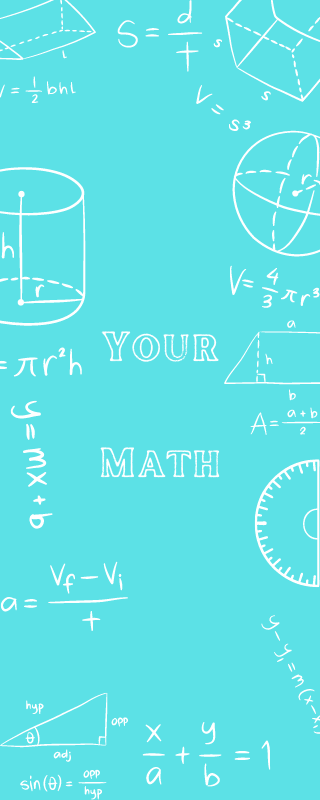 S = d/t
l
V = 1/2 bhl
s
s
V = s³
r
V = 4/3 πr³
h
r
= πr²h
a
h
b
YOUR
A = a + b / 2
y = mx + b
MATH
a = Vf − Vi / t
y − y₁ = m(x − x₁
hyp
opp
θ
adj
sin(θ) = opp/hyp
x/a + y/b = 1